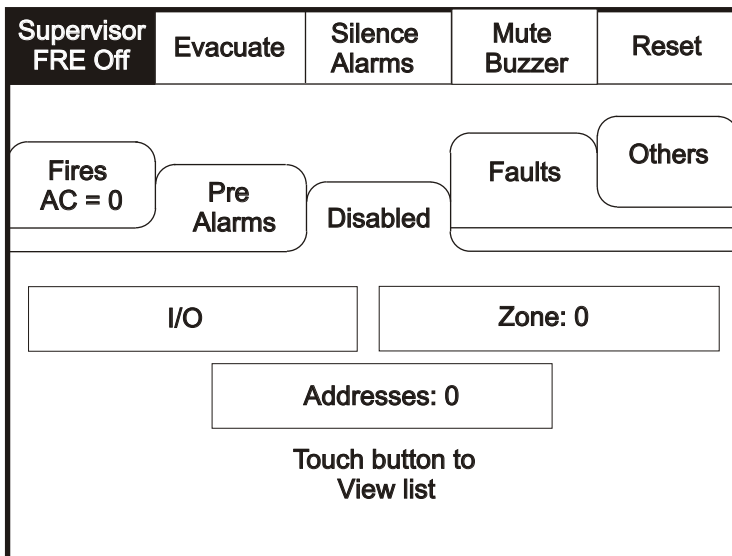 Supervisor
FRE Off
Evacuate
Silence
Alarms
Mute
Buzzer
Reset
Fires
AC = 0
Pre
Alarms
Disabled
Faults
Others
I/O
Zone: 0
Addresses: 0
Touch button to
View list